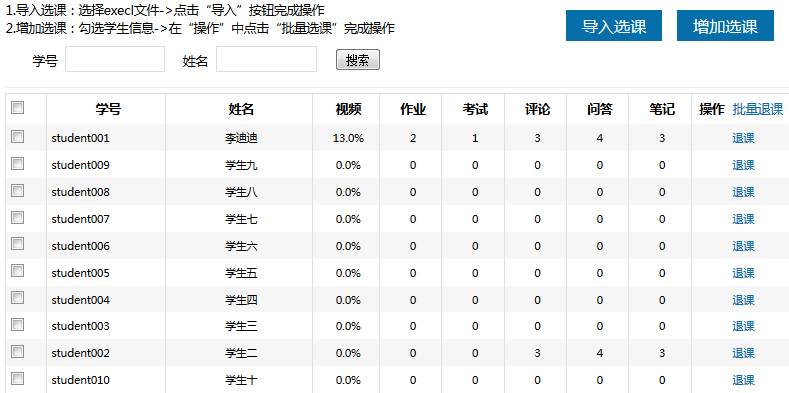 1.导入选课：选择execl文件->点击“导入”按钮完成操作
2.增加选课：勾选学生信息->在“操作”中点击“批量选课”完成操作
导入选课 增加选课
学号 姓名 搜索
学号 姓名 视频 作业 考试 评论 问答 笔记 操作 批量退课
student001 李迪迪 13.0% 2 1 3 4 3 退课
student009 学生九 0.0% 0 0 0 0 0 退课
student008 学生八 0.0% 0 0 0 0 0 退课
student007 学生七 0.0% 0 0 0 0 0 退课
student006 学生六 0.0% 0 0 0 0 0 退课
student005 学生五 0.0% 0 0 0 0 0 退课
student004 学生四 0.0% 0 0 0 0 0 退课
student003 学生三 0.0% 0 0 0 0 0 退课
student002 学生二 0.0% 0 0 3 4 3 退课
student010 学生十 0.0% 0 0 0 0 0 退课